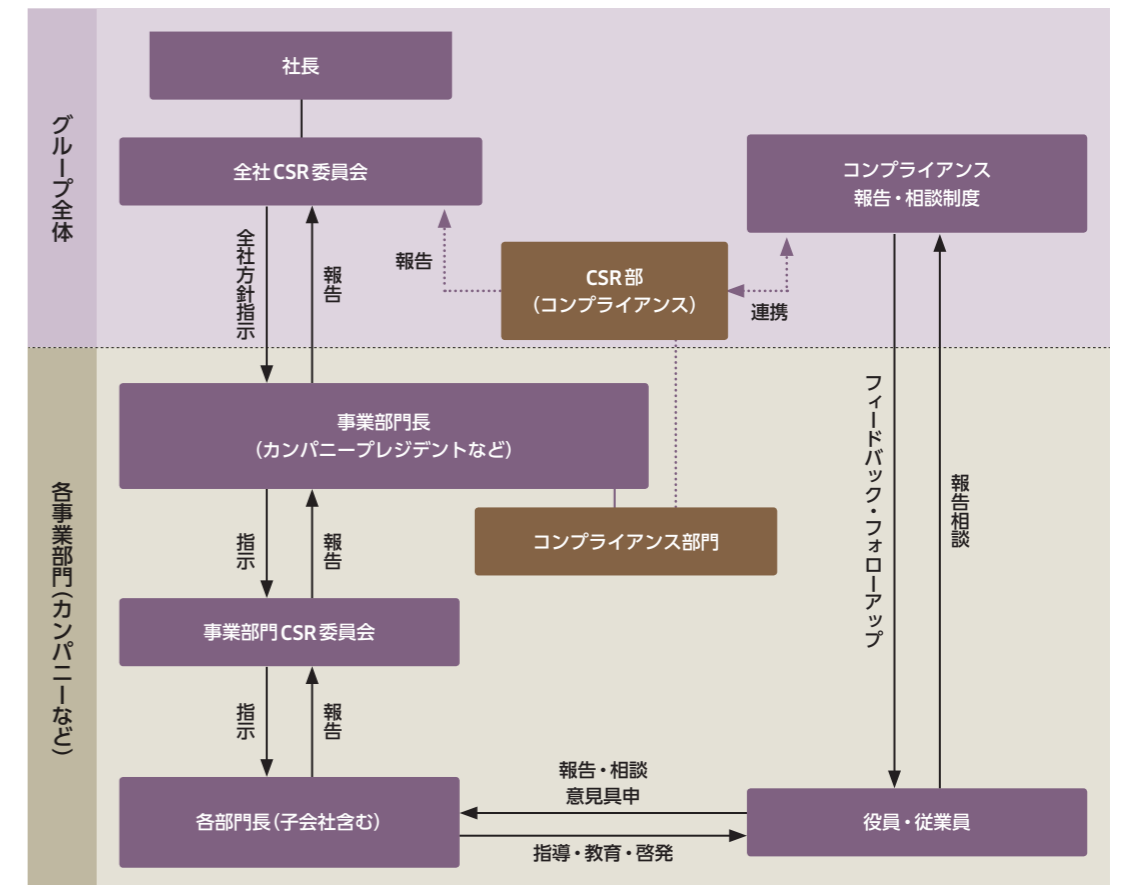 グループ全体
社長
全社CSR委員会
コンプライアンス
報告・相談制度
全社方針指示
報告
報告
CSR部
（コンプライアンス）
連携
各事業部門（カンパニーなど）
事業部門長
（カンパニープレジデントなど）
フィードバック・フォローアップ
報告相談
指示
報告
コンプライアンス部門
事業部門CSR委員会
指示
報告
各部門長（子会社含む）
報告・相談
意見具申
指導・教育・啓発
役員・従業員